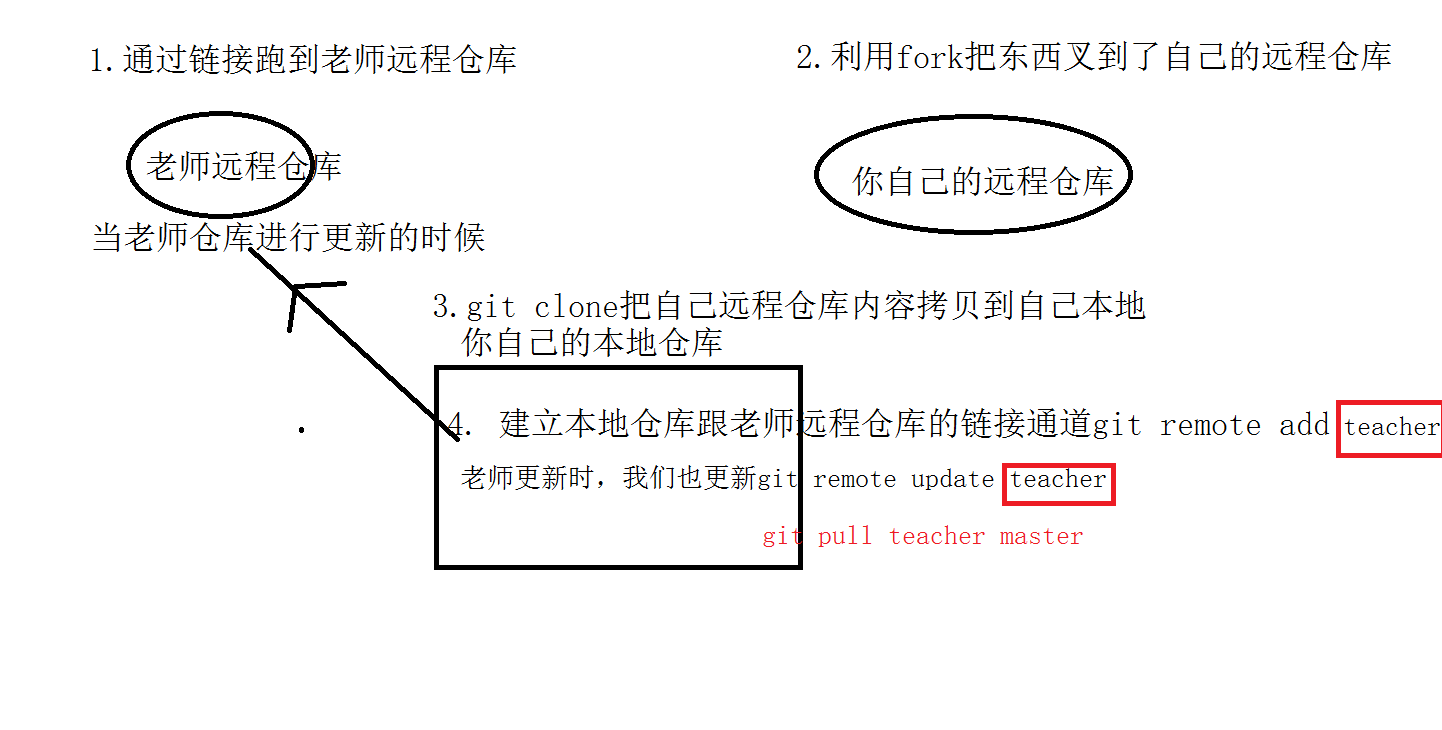 1.通过链接跑到老师远程仓库
2.利用fork把东西叉到了自己的远程仓库
老师远程仓库
你自己的远程仓库
当老师仓库进行更新的时候
3.git clone把自己远程仓库内容拷贝到自己本地
你自己的本地仓库
4. 建立本地仓库跟老师远程仓库的链接通道git remote add teacher
老师更新时，我们也更新git remote update teacher
git pull teacher master